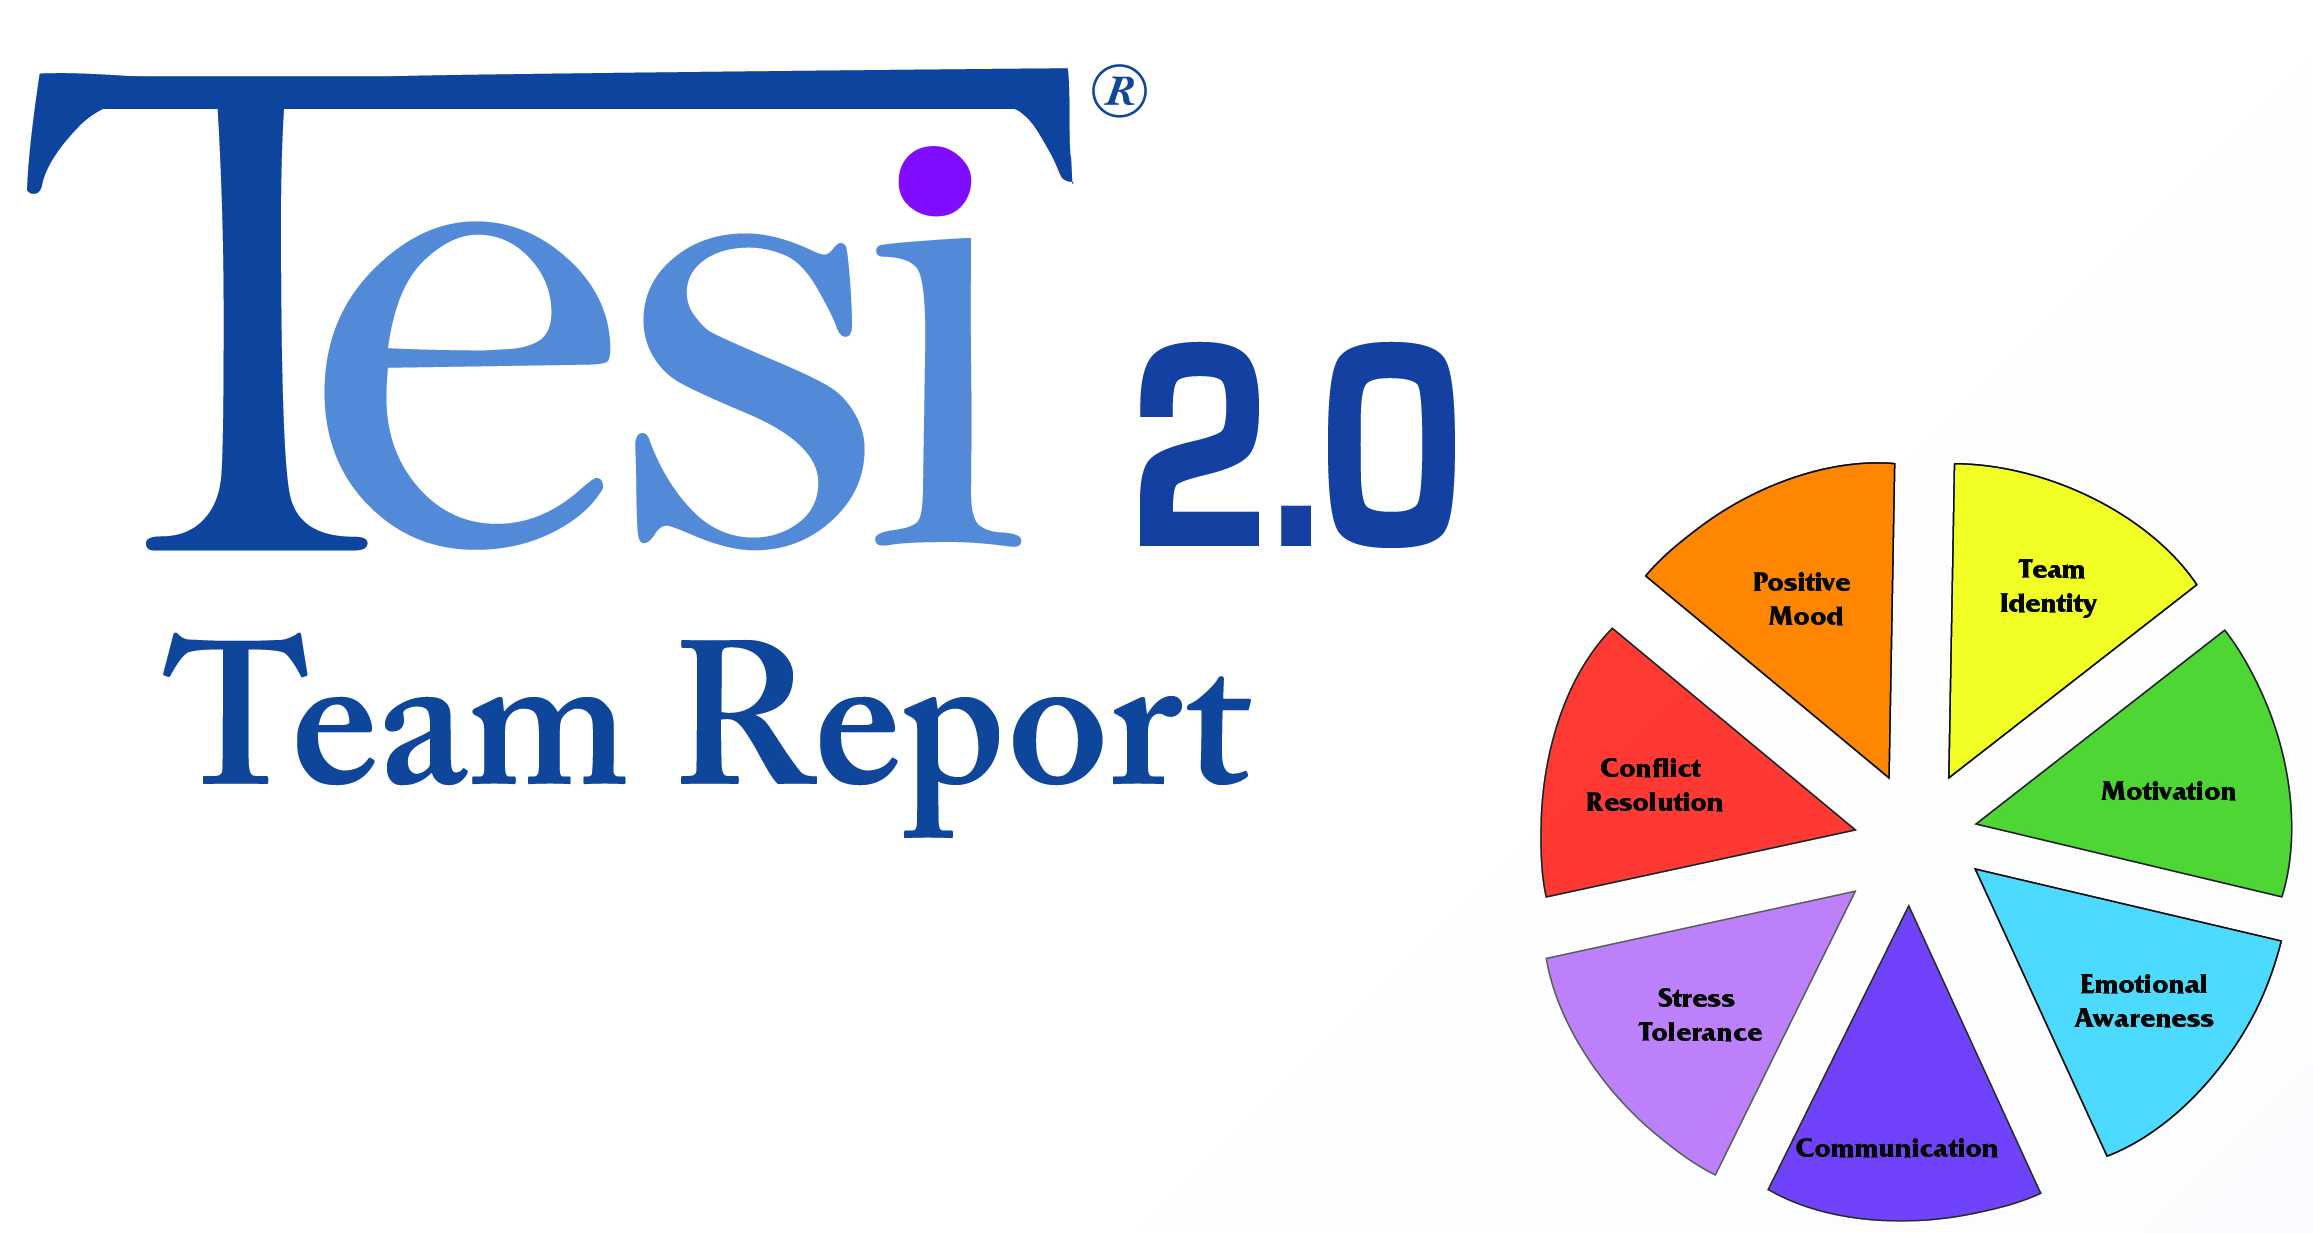 Tesi®
2.0
Team Report
Positive
Mood
Team
Identity
Motivation
Emotional
Awareness
Communication
Stress
Tolerance
Conflict
Resolution